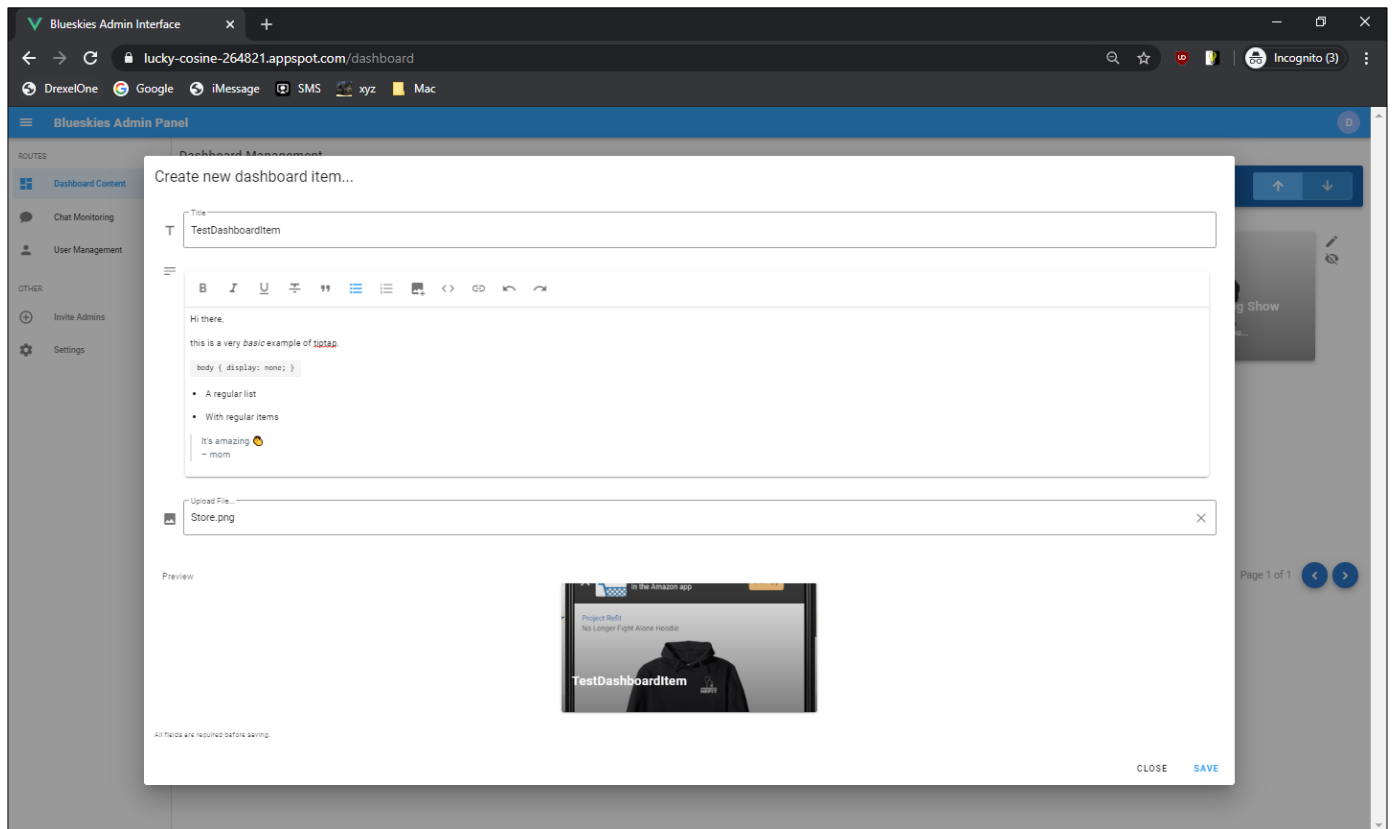 Blueskies Admin Interface
lucky-cosine-264821.appspot.com/dashboard
Incognito (3)
DrexelOne Google iMessage SMS xyz Mac
Blueskies Admin Panel
D
ROUTES
Dashboard Management
Dashboard Content
Chat Monitoring
User Management
OTHER
Invite Admins
Settings
Create new dashboard item...
Title
TestDashboardItem
B I U
Hi there,
this is a very basic example of tiptap.
body { display: none; }
• A regular list
• With regular items
It's amazing 👏
– mom
Upload File...
Store.png
Preview
in the Amazon app
Project Refit
No Longer Fight Alone Hoodie
TestDashboardItem
All fields are required before saving.
CLOSE SAVE
g Show
Page 1 of 1